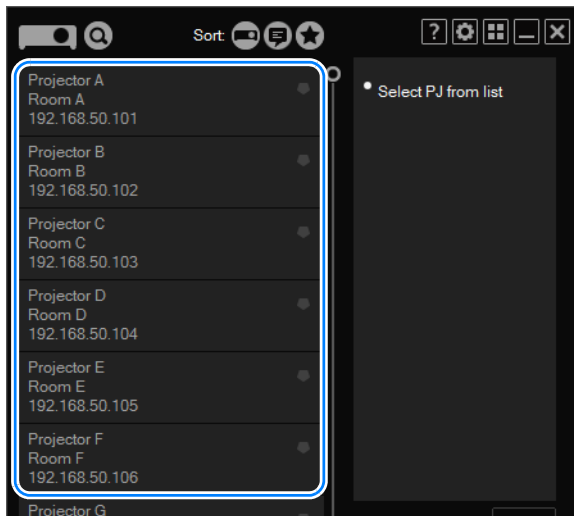 Sort:
?
Projector A
Room A
192.168.50.101
Projector B
Room B
192.168.50.102
Projector C
Room C
192.168.50.103
Projector D
Room D
192.168.50.104
Projector E
Room E
192.168.50.105
Projector F
Room F
192.168.50.106
Projector G
• Select PJ from list